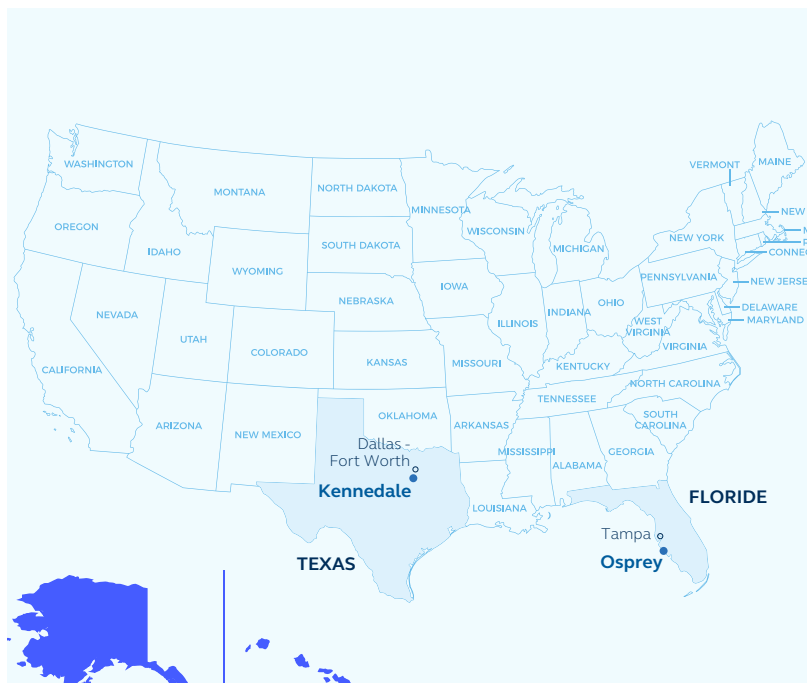 WASHINGTON
MONTANA
NORTH DAKOTA
MINNESOTA
VERMONT
MAINE
OREGON
IDAHO
SOUTH DAKOTA
WISCONSIN
MICHIGAN
NEW YORK
NEW
CONNEC
WYOMING
NEVADA
NEBRASKA
IOWA
PENNSYLVANIA
NEW JERSE
UTAH
COLORADO
ILLINOIS
INDIANA
OHIO
DELAWARE
MARYLAND
WEST
VIRGINIA
VIRGINIA
CALIFORNIA
KANSAS
MISSOURI
KENTUCKY
NORTH CAROLINA
TENNESSEE
ARIZONA
NEW MEXICO
OKLAHOMA
ARKANSAS
SOUTH
CAROLINA
MISSISSIPPI
ALABAMA
GEORGIA
Dallas -
Fort Worth
Kennedale
LOUISIANA
FLORIDE
TEXAS
Tampa
Osprey